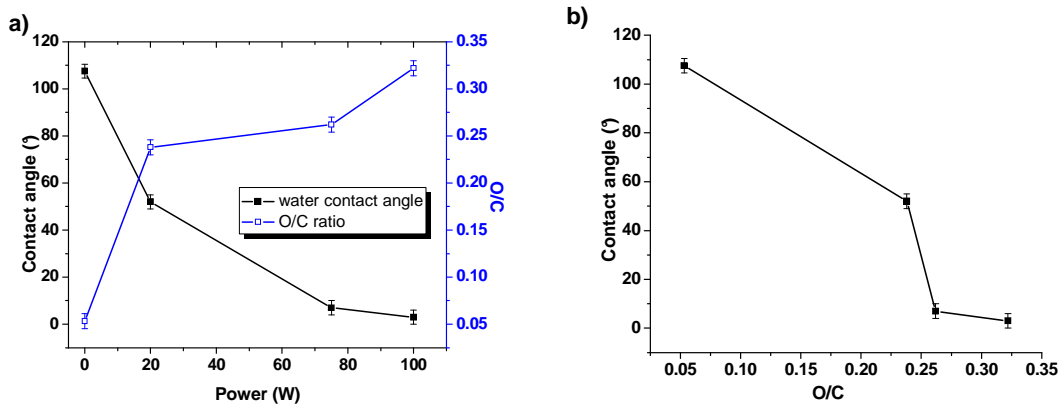 a)
120
100
80
60
40
20
0
Contact angle (°)
0 20 40 60 80 100
Power (W)
0.35
0.30
0.25
0.20
0.15
0.10
0.05
O/C
water contact angle
O/C ratio
b)
120
100
80
60
40
20
0
Contact angle (°)
0.05 0.10 0.15 0.20 0.25 0.30 0.35
O/C